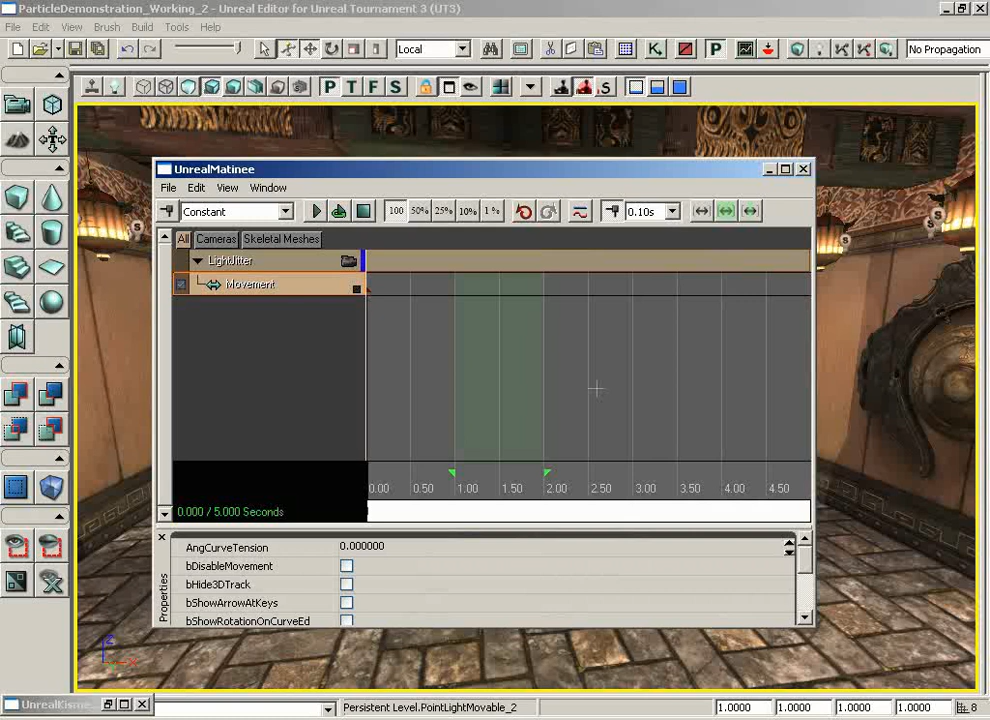 ParticleDemonstration_Working_2 - Unreal Editor for Unreal Tournament 3 (UT3)
File Edit View Brush Build Tools Help
Local
K
P
No Propagation
P T F S
S
UnrealMatinee
File Edit View Window
Constant
100 50% 25% 10% 1%
0.10s
All Cameras Skeletal Meshes
LightJitter
Movement
0.00 0.50 1.00 1.50 2.00 2.50 3.00 3.50 4.00 4.50
0.000 / 5.000 Seconds
Properties
AngCurveTension 0.000000
bDisableMovement
bHide3DTrack
bShowArrowAtKeys
bShowRotationOnCurveEd
UnrealKisme
Persistent Level.PointLightMovable_2
1.0000 1.0000 1.0000 1.0000 8